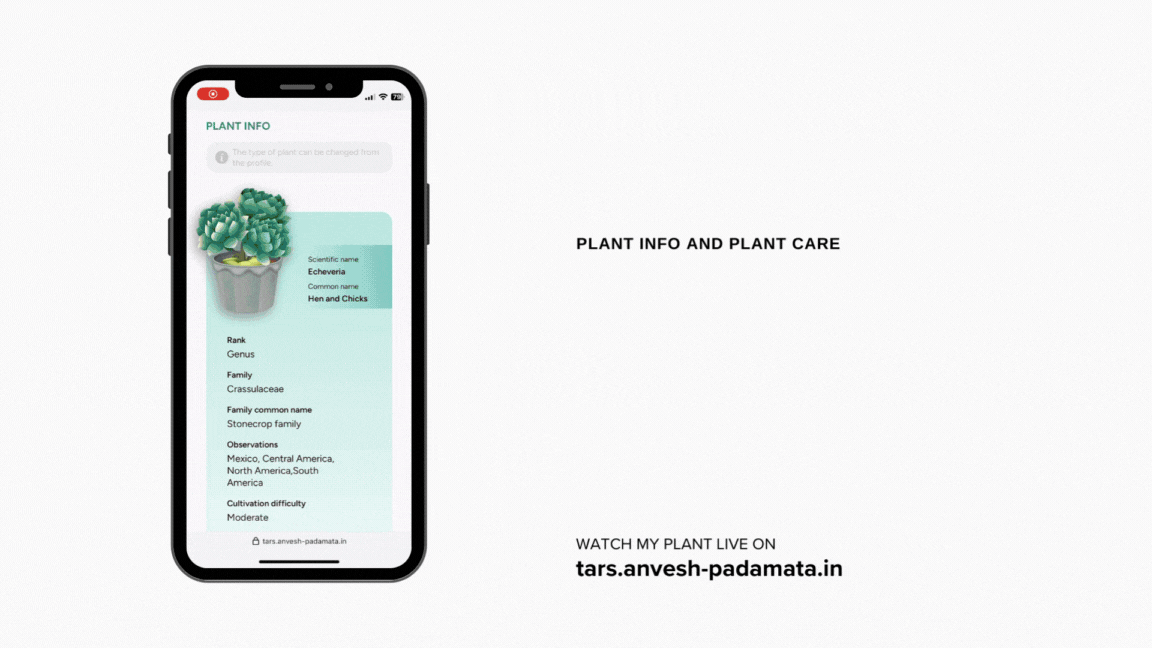 79
PLANT INFO
The type of plant can be changed from
the profile.
Scientific name
Echeveria
Common name
Hen and Chicks
Rank
Genus
Family
Crassulaceae
Family common name
Stonecrop family
Observations
Mexico, Central America,
North America,South
America
Cultivation difficulty
Moderate
tars.anvesh-padamata.in
PLANT INFO AND PLANT CARE
WATCH MY PLANT LIVE ON
tars.anvesh-padamata.in